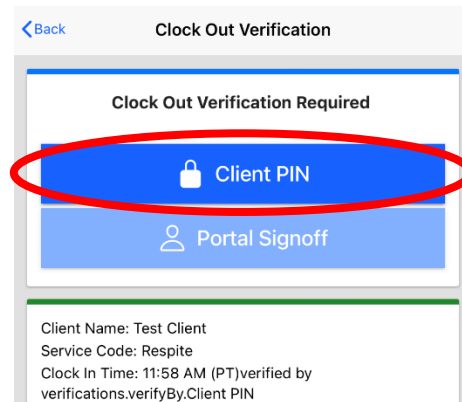 Back
Clock Out Verification
Clock Out Verification Required
Client PIN
Portal Signoff
Client Name: Test Client
Service Code: Respite
Clock In Time: 11:58 AM (PT)verified by
verifications.verifyBy.Client PIN